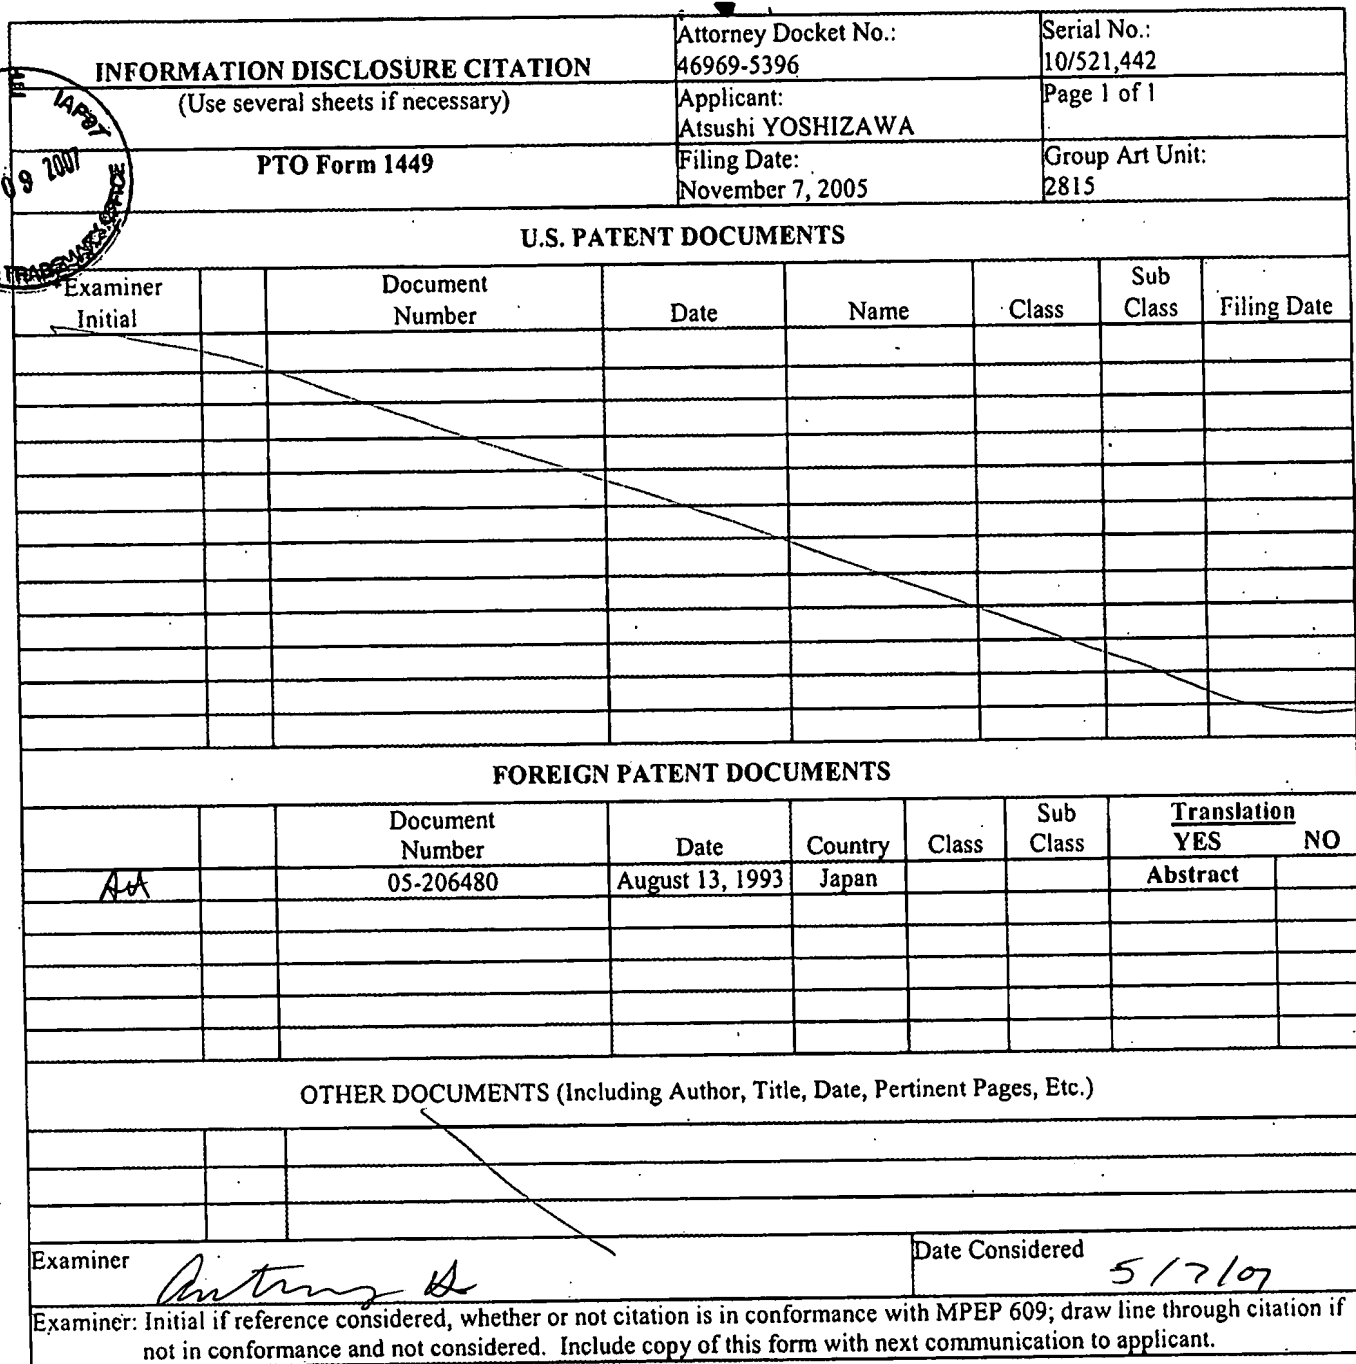 INFORMATION DISCLOSURE CITATION
(Use several sheets if necessary)
PTO Form 1449
Attorney Docket No.:
46969-5396
Serial No.:
10/521,442
Applicant:
Atsushi YOSHIZAWA
Page 1 of 1
Filing Date:
November 7, 2005
Group Art Unit:
2815
IAP97
09 2007
TRADEMARK OFFICE
U.S. PATENT DOCUMENTS
Examiner
Initial
Document
Number
Date
Name
Class
Sub
Class
Filing Date
FOREIGN PATENT DOCUMENTS
Document
Number
Date
Country
Class
Sub
Class
Translation
YES NO
05-206480 August 13, 1993 Japan Abstract
OTHER DOCUMENTS (Including Author, Title, Date, Pertinent Pages, Etc.)
Examiner
Date Considered
5/7/07
Examiner: Initial if reference considered, whether or not citation is in conformance with MPEP 609; draw line through citation if
not in conformance and not considered. Include copy of this form with next communication to applicant.